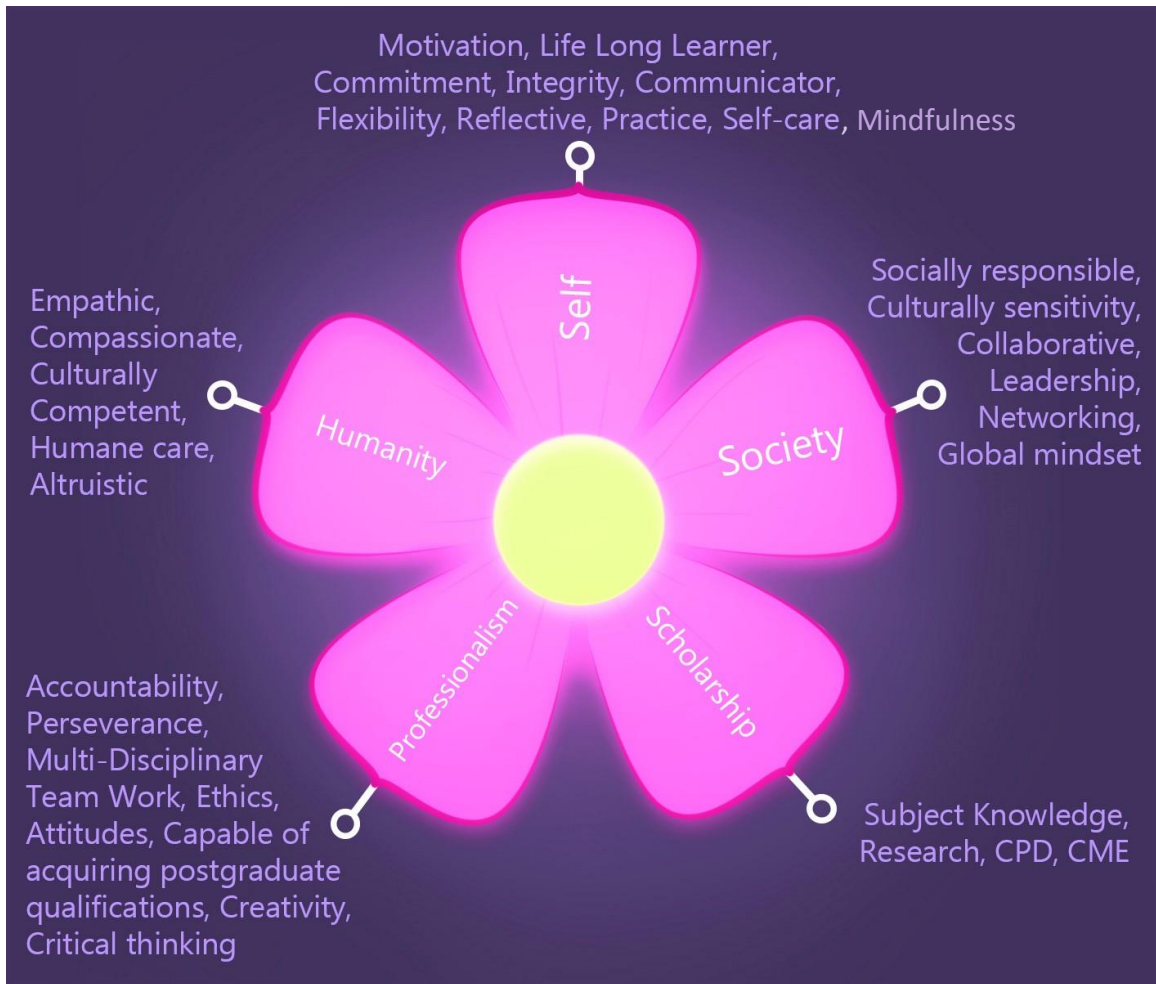 Motivation, Life Long Learner,
Commitment, Integrity, Communicator,
Flexibility, Reflective, Practice, Self-care, Mindfulness
Self
Socially responsible,
Culturally sensitivity,
Collaborative,
Leadership,
Networking,
Global mindset
Society
Empathic,
Compassionate,
Culturally
Competent,
Humane care,
Altruistic
Humanity
Professionalism
Scholarship
Accountability,
Perseverance,
Multi-Disciplinary
Team Work, Ethics,
Attitudes, Capable of
acquiring postgraduate
qualifications, Creativity,
Critical thinking
Subject Knowledge,
Research, CPD, CME